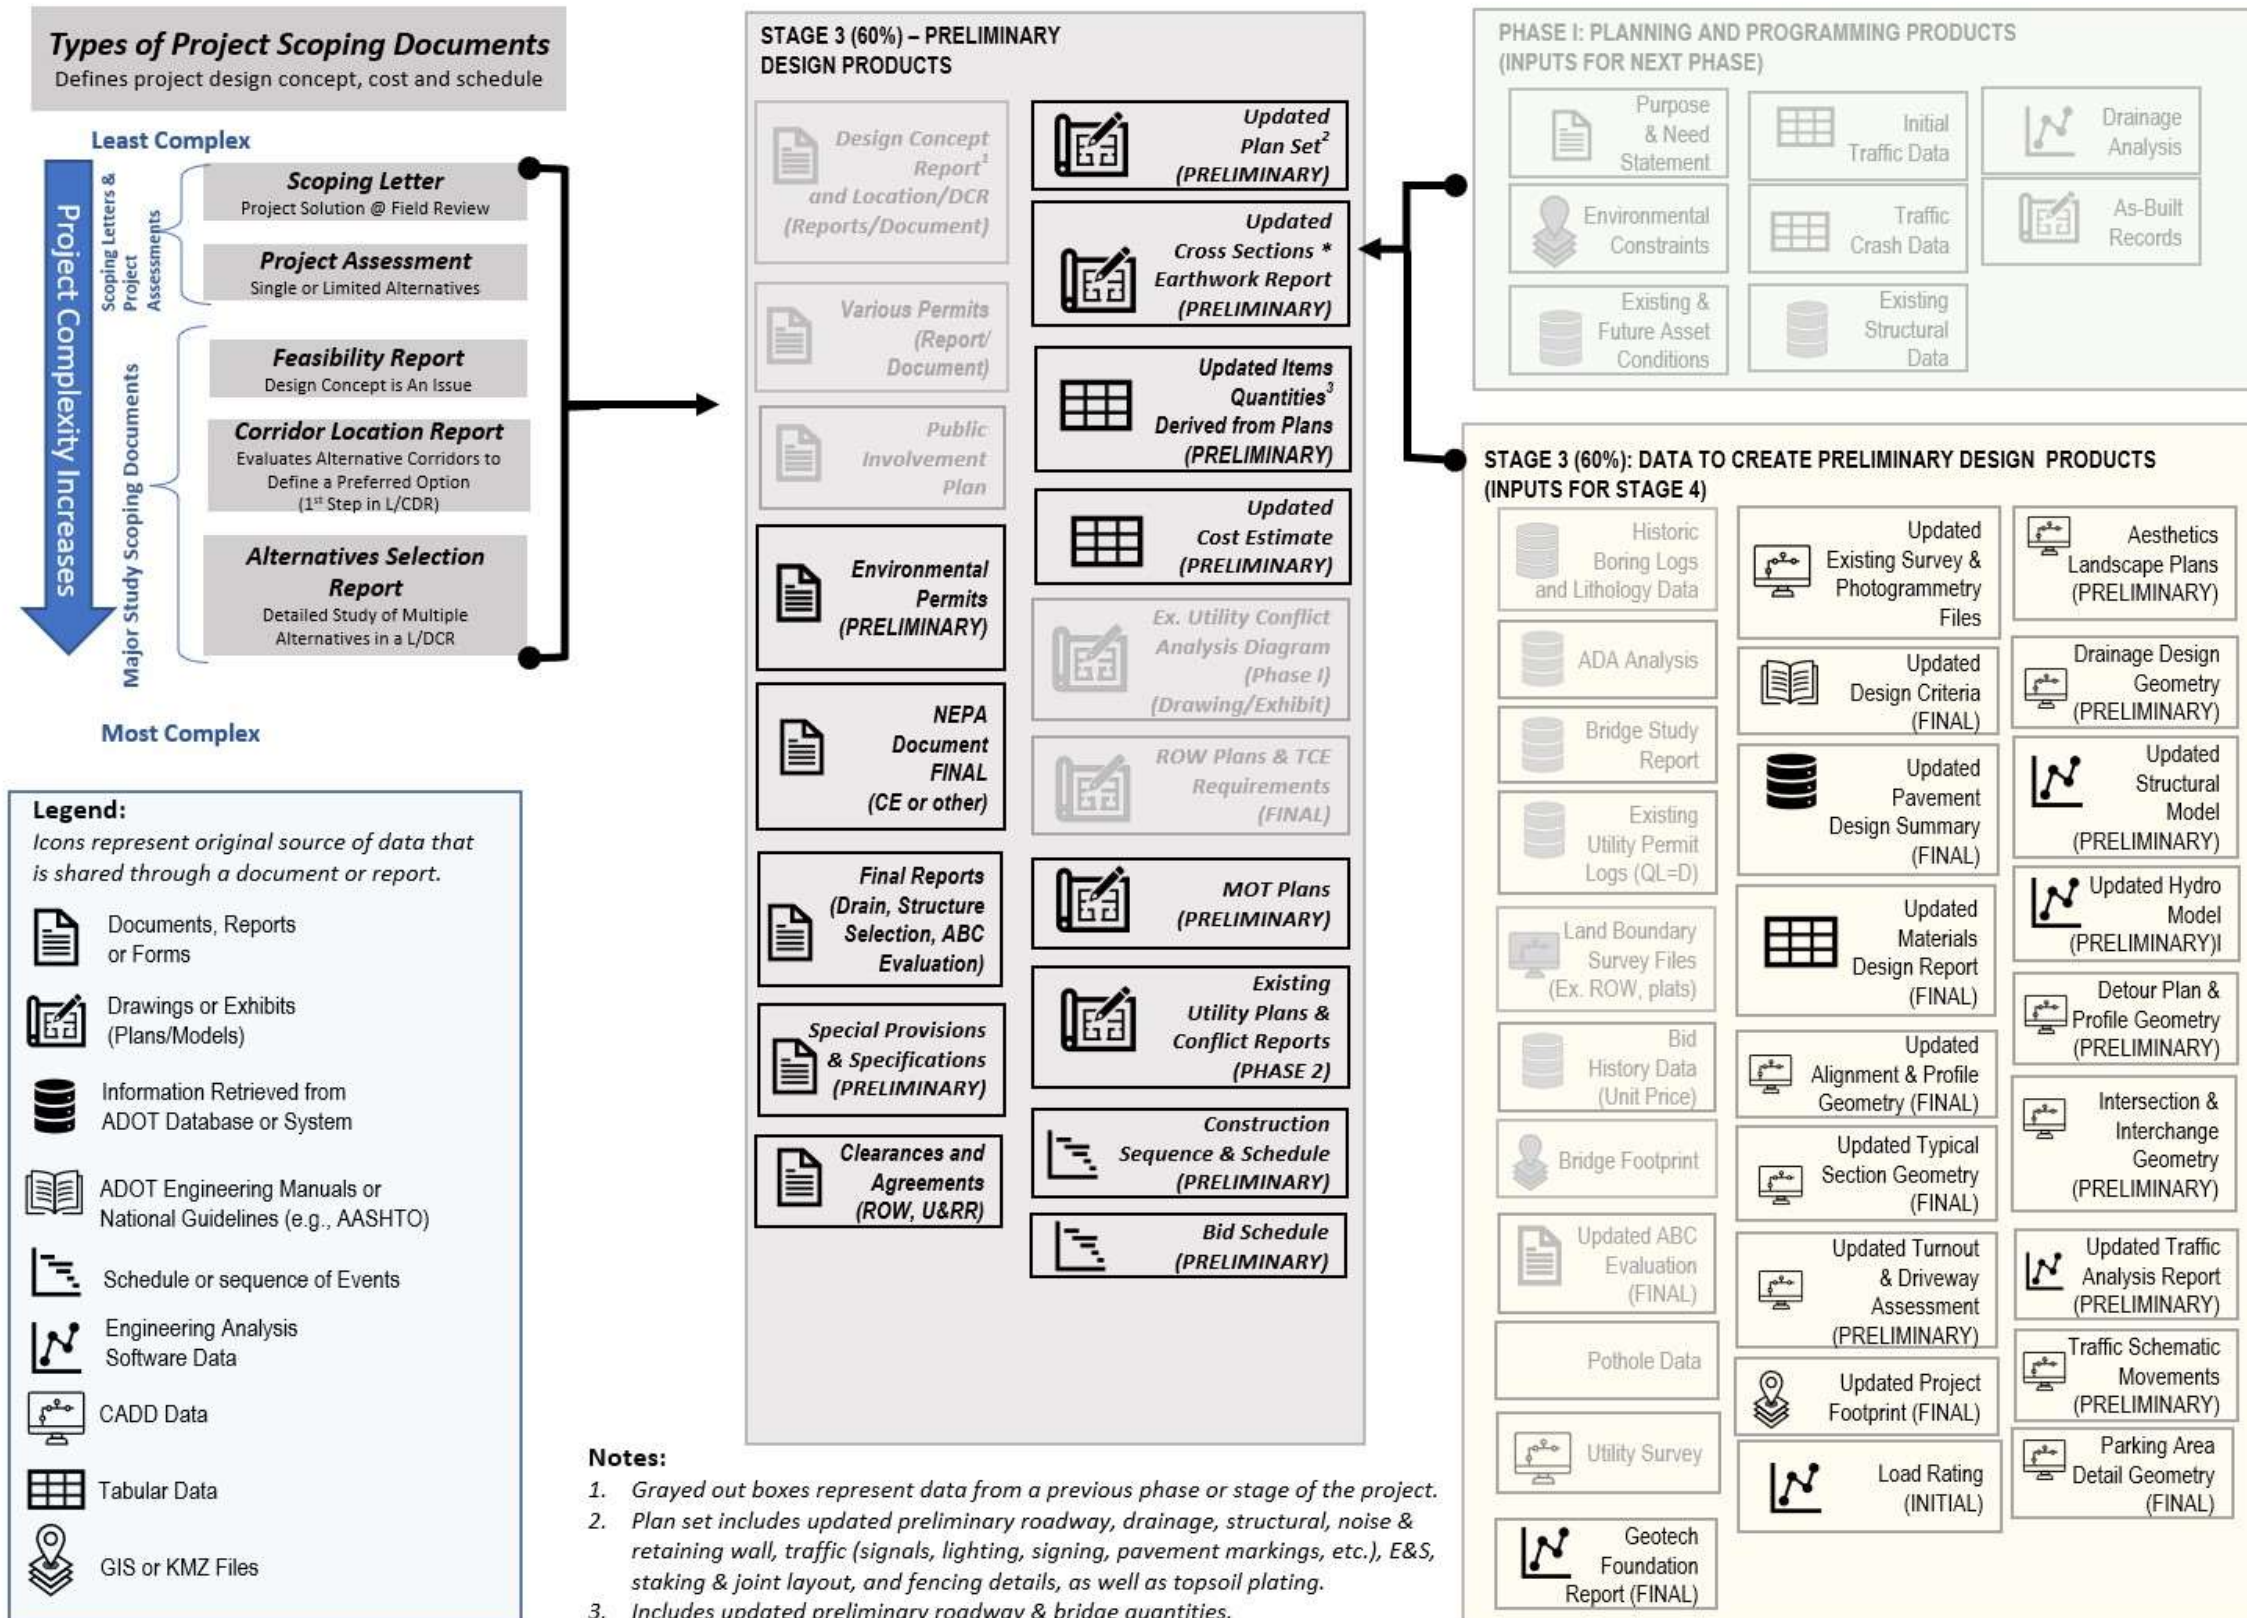 Types of Project Scoping Documents
Defines project design concept, cost and schedule
Least Complex
Project Complexity Increases
Scoping Letters &
Project
Assessments
Scoping Letter
Project Solution @ Field Review
Project Assessment
Single or Limited Alternatives
Major Study Scoping Documents
Feasibility Report
Design Concept is An Issue
Corridor Location Report
Evaluates Alternative Corridors to
Define a Preferred Option
(1st Step in L/CDR)
Alternatives Selection
Report
Detailed Study of Multiple
Alternatives in a L/DCR
Most Complex
Legend:
Icons represent original source of data that
is shared through a document or report.
Documents, Reports
or Forms
Drawings or Exhibits
(Plans/Models)
Information Retrieved from
ADOT Database or System
ADOT Engineering Manuals or
National Guidelines (e.g., AASHTO)
Schedule or sequence of Events
Engineering Analysis
Software Data
CADD Data
Tabular Data
GIS or KMZ Files
STAGE 3 (60%) – PRELIMINARY
DESIGN PRODUCTS
Design Concept
Report1
and Location/DCR
(Reports/Document)
Various Permits
(Report/
Document)
Public
Involvement
Plan
Environmental
Permits
(PRELIMINARY)
NEPA
Document
FINAL
(CE or other)
Final Reports
(Drain, Structure
Selection, ABC
Evaluation)
Special Provisions
& Specifications
(PRELIMINARY)
Clearances and
Agreements
(ROW, U&RR)
Updated
Plan Set2
(PRELIMINARY)
Updated
Cross Sections *
Earthwork Report
(PRELIMINARY)
Updated Items
Quantities3
Derived from Plans
(PRELIMINARY)
Updated
Cost Estimate
(PRELIMINARY)
Ex. Utility Conflict
Analysis Diagram
(Phase I)
(Drawing/Exhibit)
ROW Plans & TCE
Requirements
(FINAL)
MOT Plans
(PRELIMINARY)
Existing
Utility Plans &
Conflict Reports
(PHASE 2)
Construction
Sequence & Schedule
(PRELIMINARY)
Bid Schedule
(PRELIMINARY)
Notes:
1. Grayed out boxes represent data from a previous phase or stage of the project.
2. Plan set includes updated preliminary roadway, drainage, structural, noise &
retaining wall, traffic (signals, lighting, signing, pavement markings, etc.), E&S,
staking & joint layout, and fencing details, as well as topsoil plating.
3. Includes updated preliminary roadway & bridge quantities.
PHASE I: PLANNING AND PROGRAMMING PRODUCTS
(INPUTS FOR NEXT PHASE)
Purpose
& Need
Statement
Environmental
Constraints
Existing &
Future Asset
Conditions
Initial
Traffic Data
Traffic
Crash Data
Existing
Structural
Data
Drainage
Analysis
As-Built
Records
STAGE 3 (60%): DATA TO CREATE PRELIMINARY DESIGN PRODUCTS
(INPUTS FOR STAGE 4)
Historic
Boring Logs
and Lithology Data
ADA Analysis
Bridge Study
Report
Existing
Utility Permit
Logs (QL=D)
Land Boundary
Survey Files
(Ex. ROW, plats)
Bid
History Data
(Unit Price)
Bridge Footprint
Updated ABC
Evaluation
(FINAL)
Pothole Data
Utility Survey
Geotech
Foundation
Report (FINAL)
Updated
Existing Survey &
Photogrammetry
Files
Updated
Design Criteria
(FINAL)
Updated
Pavement
Design Summary
(FINAL)
Updated
Materials
Design Report
(FINAL)
Updated
Alignment & Profile
Geometry (FINAL)
Updated Typical
Section Geometry
(FINAL)
Updated Turnout
& Driveway
Assessment
(PRELIMINARY)
Updated Project
Footprint (FINAL)
Load Rating
(INITIAL)
Aesthetics
Landscape Plans
(PRELIMINARY)
Drainage Design
Geometry
(PRELIMINARY)
Updated
Structural
Model
(PRELIMINARY)
Updated Hydro
Model
(PRELIMINARY)I
Detour Plan &
Profile Geometry
(PRELIMINARY)
Intersection &
Interchange
Geometry
(PRELIMINARY)
Updated Traffic
Analysis Report
(PRELIMINARY)
Traffic Schematic
Movements
(PRELIMINARY)
Parking Area
Detail Geometry
(FINAL)